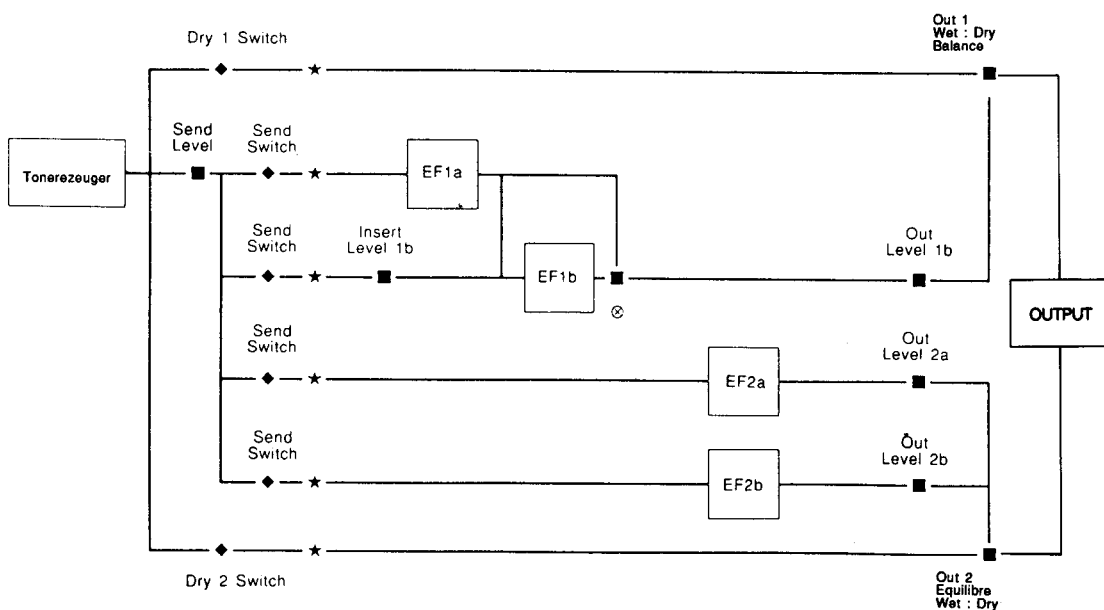 Dry 1 Switch
Out 1
Wet : Dry
Balance
Send
Level
Send
Switch
EF1a
Tonerezeuger
Send
Switch
Insert
Level 1b
EF1b
Out
Level 1b
OUTPUT
Send
Switch
EF2a
Out
Level 2a
Send
Switch
EF2b
Out
Level 2b
Dry 2 Switch
Out 2
Equilibre
Wet : Dry